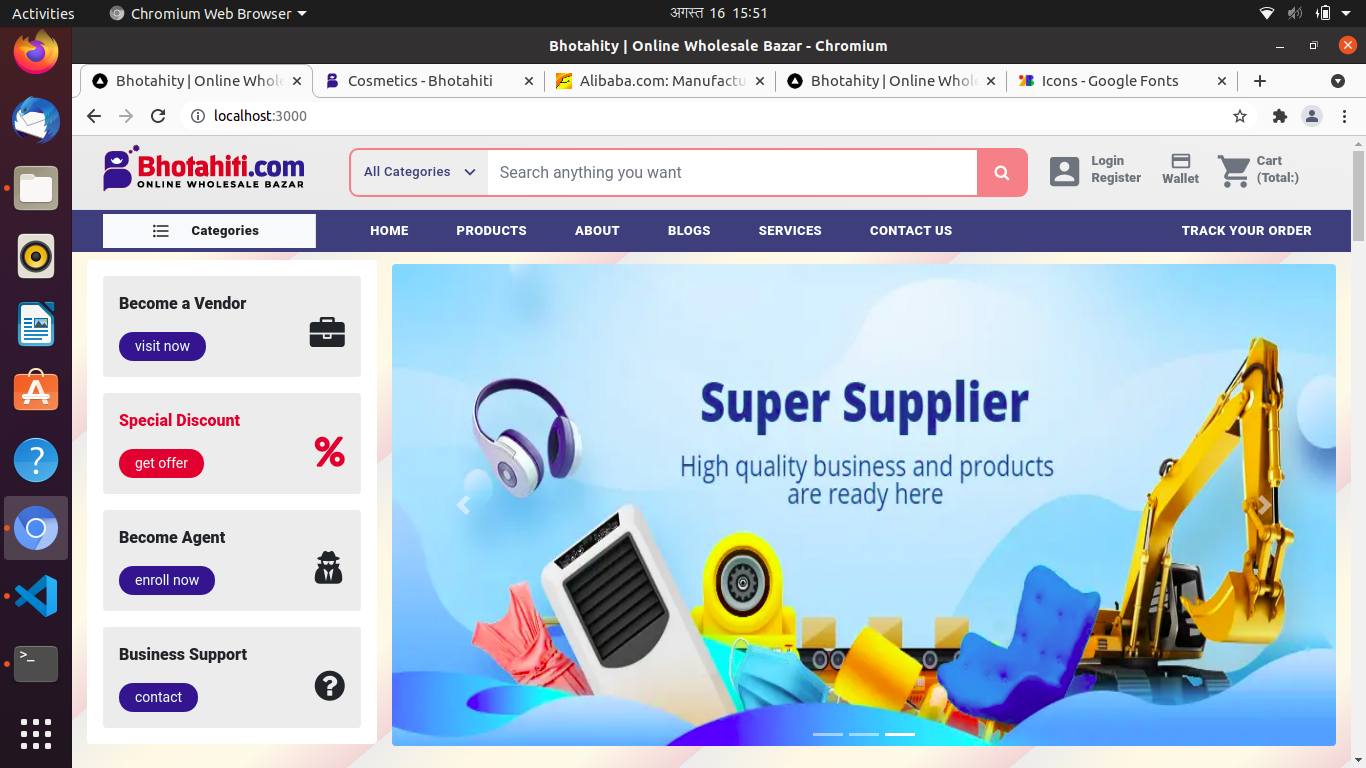 Activities
Chromium Web Browser
अगस्त 16 15:51
Bhotahity | Online Wholesale Bazar - Chromium
Bhotahity | Online Whole
Cosmetics - Bhotahiti
Alibaba.com: Manufactu
Bhotahity | Online Whole
Icons - Google Fonts
localhost:3000
Bhotahiti.com
ONLINE WHOLESALE BAZAR
All Categories
Search anything you want
Login
Register
Wallet
Cart
(Total:)
Categories
HOME
PRODUCTS
ABOUT
BLOGS
SERVICES
CONTACT US
TRACK YOUR ORDER
Become a Vendor
visit now
Special Discount
get offer
%
Become Agent
enroll now
Business Support
contact
Super Supplier
High quality business and products
are ready here